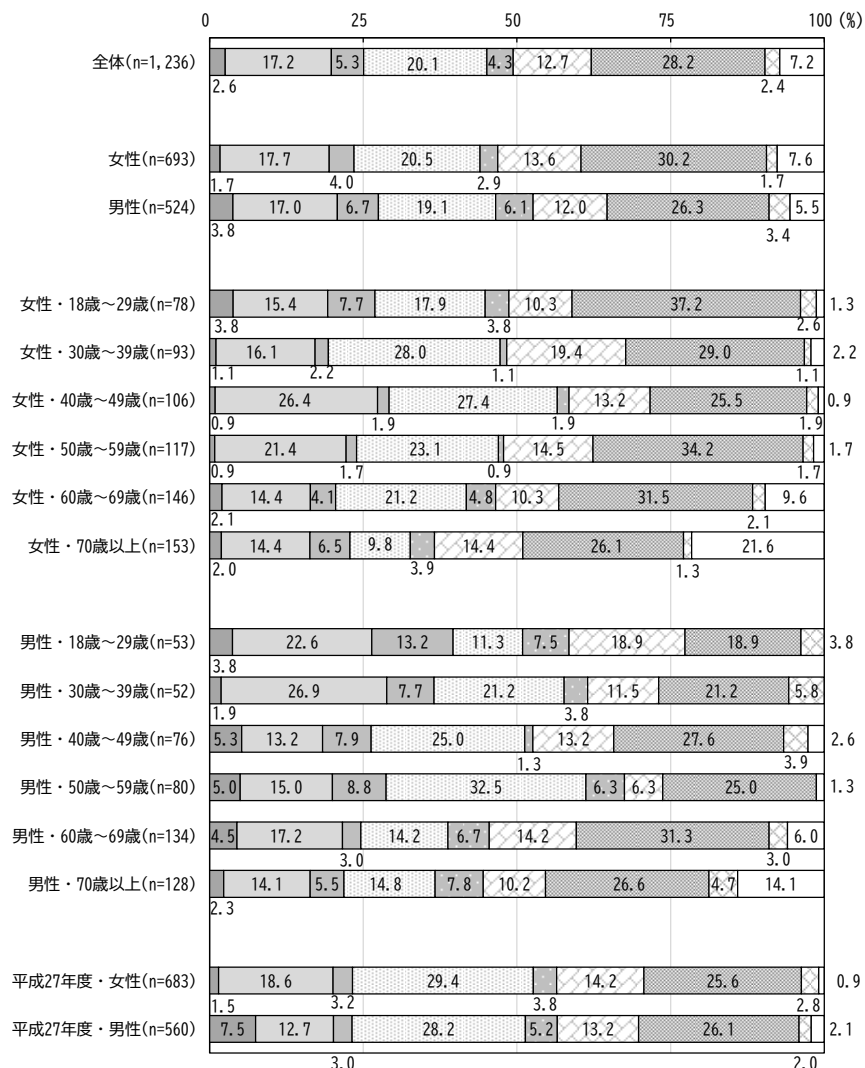 0 25 50 75 100 (%)
全体(n=1,236) 17.2 5.3 20.1 4.3 12.7 28.2 7.2
2.6 2.4
女性(n=693) 17.7 20.5 13.6 30.2 7.6
1.7 4.0 2.9 1.7
男性(n=524) 17.0 6.7 19.1 6.1 12.0 26.3 5.5
3.8 3.4
女性・18歳～29歳(n=78) 15.4 7.7 17.9 10.3 37.2 1.3
3.8 3.8 2.6
女性・30歳～39歳(n=93) 16.1 28.0 19.4 29.0 2.2
1.1 2.2 1.1 1.1
女性・40歳～49歳(n=106) 26.4 27.4 13.2 25.5 0.9
0.9 1.9 1.9 1.9
女性・50歳～59歳(n=117) 21.4 23.1 14.5 34.2 1.7
0.9 1.7 0.9 1.7
女性・60歳～69歳(n=146) 14.4 4.1 21.2 4.8 10.3 31.5 9.6
2.1 2.1
女性・70歳以上(n=153) 14.4 6.5 9.8 14.4 26.1 21.6
2.0 3.9 1.3
男性・18歳～29歳(n=53) 22.6 13.2 11.3 7.5 18.9 18.9 3.8
3.8
男性・30歳～39歳(n=52) 26.9 7.7 21.2 11.5 21.2 5.8
1.9 3.8
男性・40歳～49歳(n=76) 5.3 13.2 7.9 25.0 13.2 27.6 2.6
1.3 3.9
男性・50歳～59歳(n=80) 5.0 15.0 8.8 32.5 6.3 6.3 25.0 1.3
男性・60歳～69歳(n=134) 4.5 17.2 14.2 6.7 14.2 31.3 6.0
3.0 3.0
男性・70歳以上(n=128) 14.1 5.5 14.8 7.8 10.2 26.6 4.7 14.1
2.3
平成27年度・女性(n=683) 18.6 29.4 14.2 25.6 0.9
1.5 3.2 3.8 2.8
平成27年度・男性(n=560) 7.5 12.7 28.2 5.2 13.2 26.1 2.1
3.0 2.0